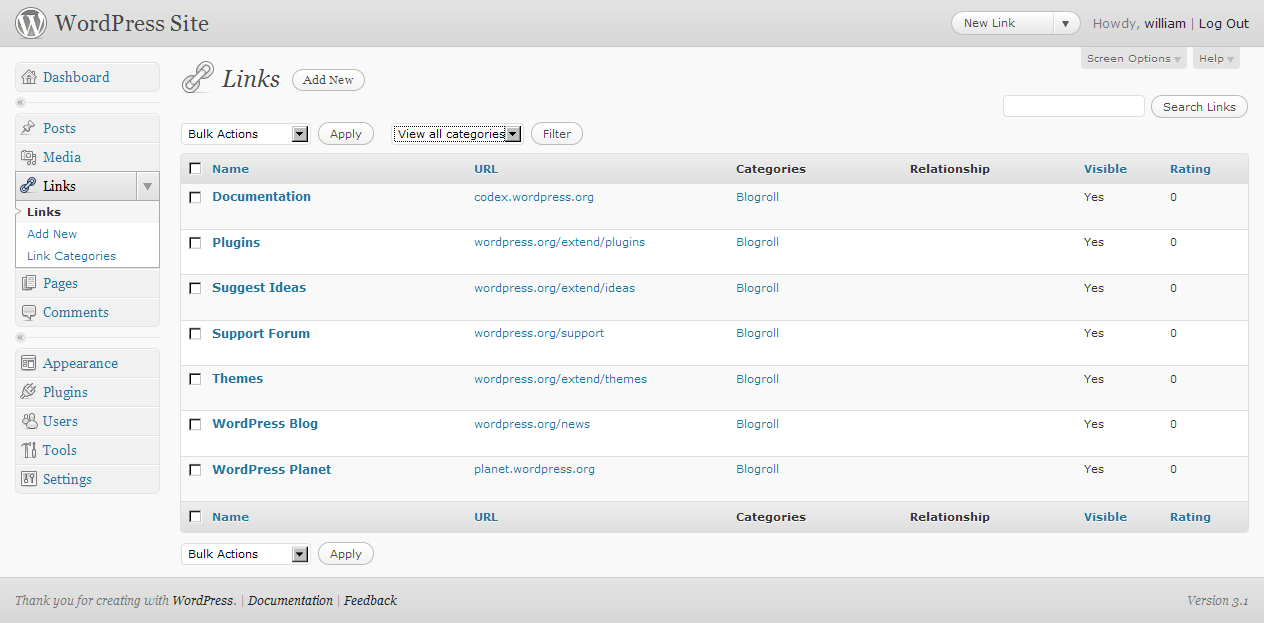 WordPress Site
New Link
Howdy, william | Log Out
Screen Options
Help
Dashboard
Posts
Media
Links
Links
Add New
Link Categories
Pages
Comments
Appearance
Plugins
Users
Tools
Settings
Links
Add New
Search Links
Bulk Actions
Apply
View all categories
Filter
Name URL Categories Relationship Visible Rating
Documentation codex.wordpress.org Blogroll Yes 0
Plugins wordpress.org/extend/plugins Blogroll Yes 0
Suggest Ideas wordpress.org/extend/ideas Blogroll Yes 0
Support Forum wordpress.org/support Blogroll Yes 0
Themes wordpress.org/extend/themes Blogroll Yes 0
WordPress Blog wordpress.org/news Blogroll Yes 0
WordPress Planet planet.wordpress.org Blogroll Yes 0
Name URL Categories Relationship Visible Rating
Bulk Actions
Apply
Thank you for creating with WordPress. | Documentation | Feedback
Version 3.1